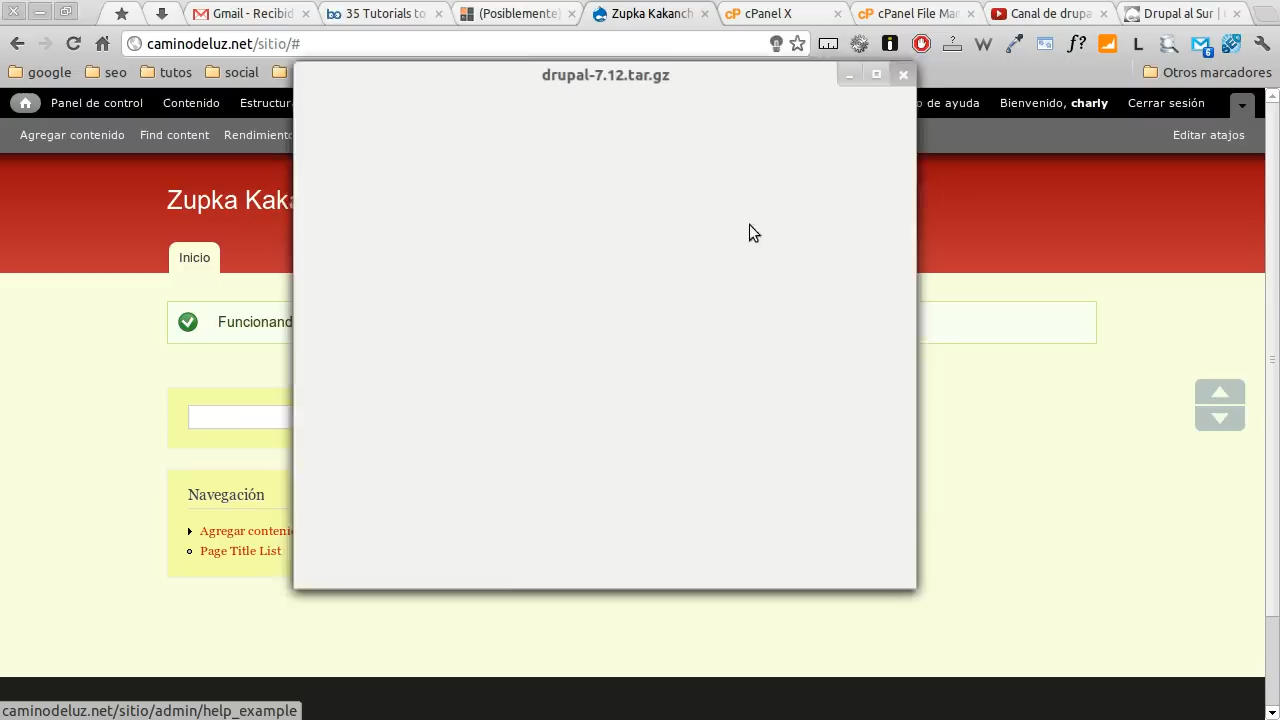 Gmail - Recibid
35 Tutorials to
(Posiblemente)
Zupka Kakanch
cP cPanel X
cP cPanel File Ma
Canal de drupa
Drupal al Sur |
caminodeluz.net/sitio/#
google
seo
tutos
social
Otros marcadores
drupal-7.12.tar.gz
Panel de control
Contenido
Estructur
o de ayuda
Bienvenido, charly
Cerrar sesión
Agregar contenido
Find content
Rendimiento
Editar atajos
Zupka Kaka
Inicio
Funcionand
Navegación
Agregar conteni
Page Title List
caminodeluz.net/sitio/admin/help_example